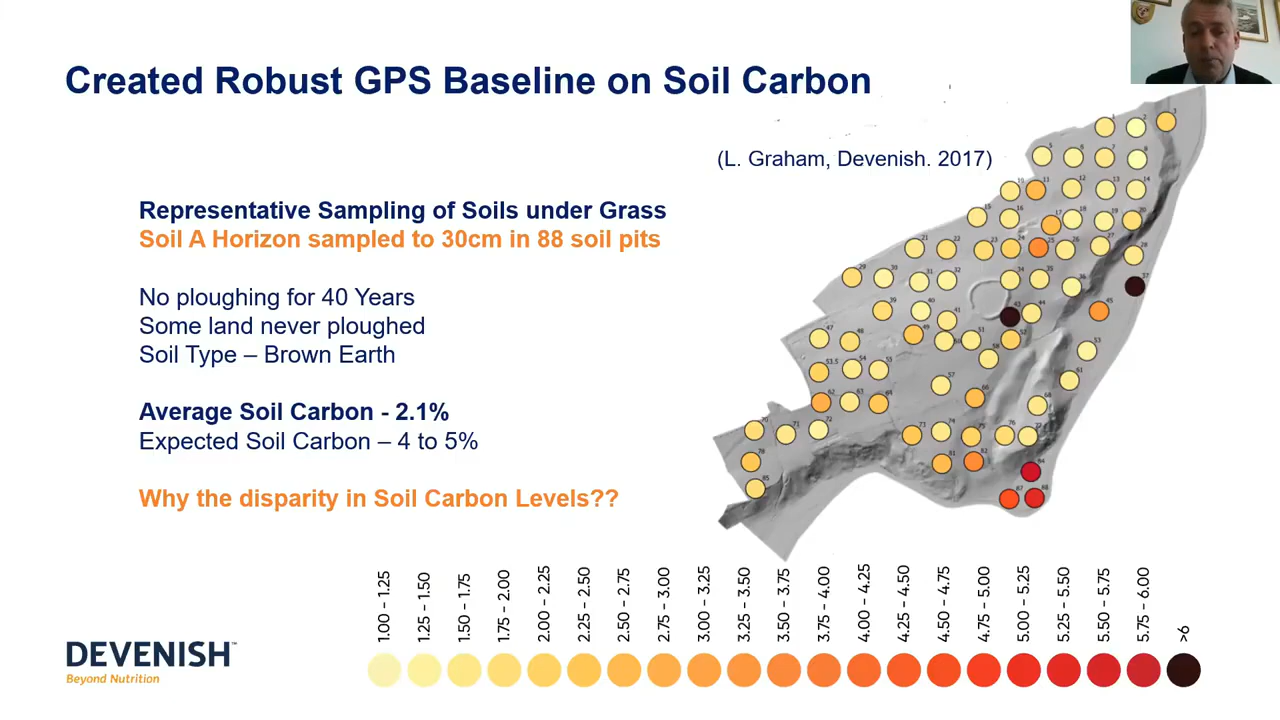 Created Robust GPS Baseline on Soil Carbon
(L. Graham, Devenish. 2017)
Representative Sampling of Soils under Grass
Soil A Horizon sampled to 30cm in 88 soil pits
No ploughing for 40 Years
Some land never ploughed
Soil Type – Brown Earth
Average Soil Carbon - 2.1%
Expected Soil Carbon – 4 to 5%
Why the disparity in Soil Carbon Levels??
1.00 – 1.25
1.25 – 1.50
1.50 – 1.75
1.75 – 2.00
2.00 – 2.25
2.25 – 2.50
2.50 – 2.75
2.75 – 3.00
3.00 – 3.25
3.25 – 3.50
3.50 – 3.75
3.75 – 4.00
4.00 – 4.25
4.25 – 4.50
4.50 – 4.75
4.75 – 5.00
5.00 – 5.25
5.25 – 5.50
5.50 – 5.75
5.75 – 6.00
>6
DEVENISH™
Beyond Nutrition